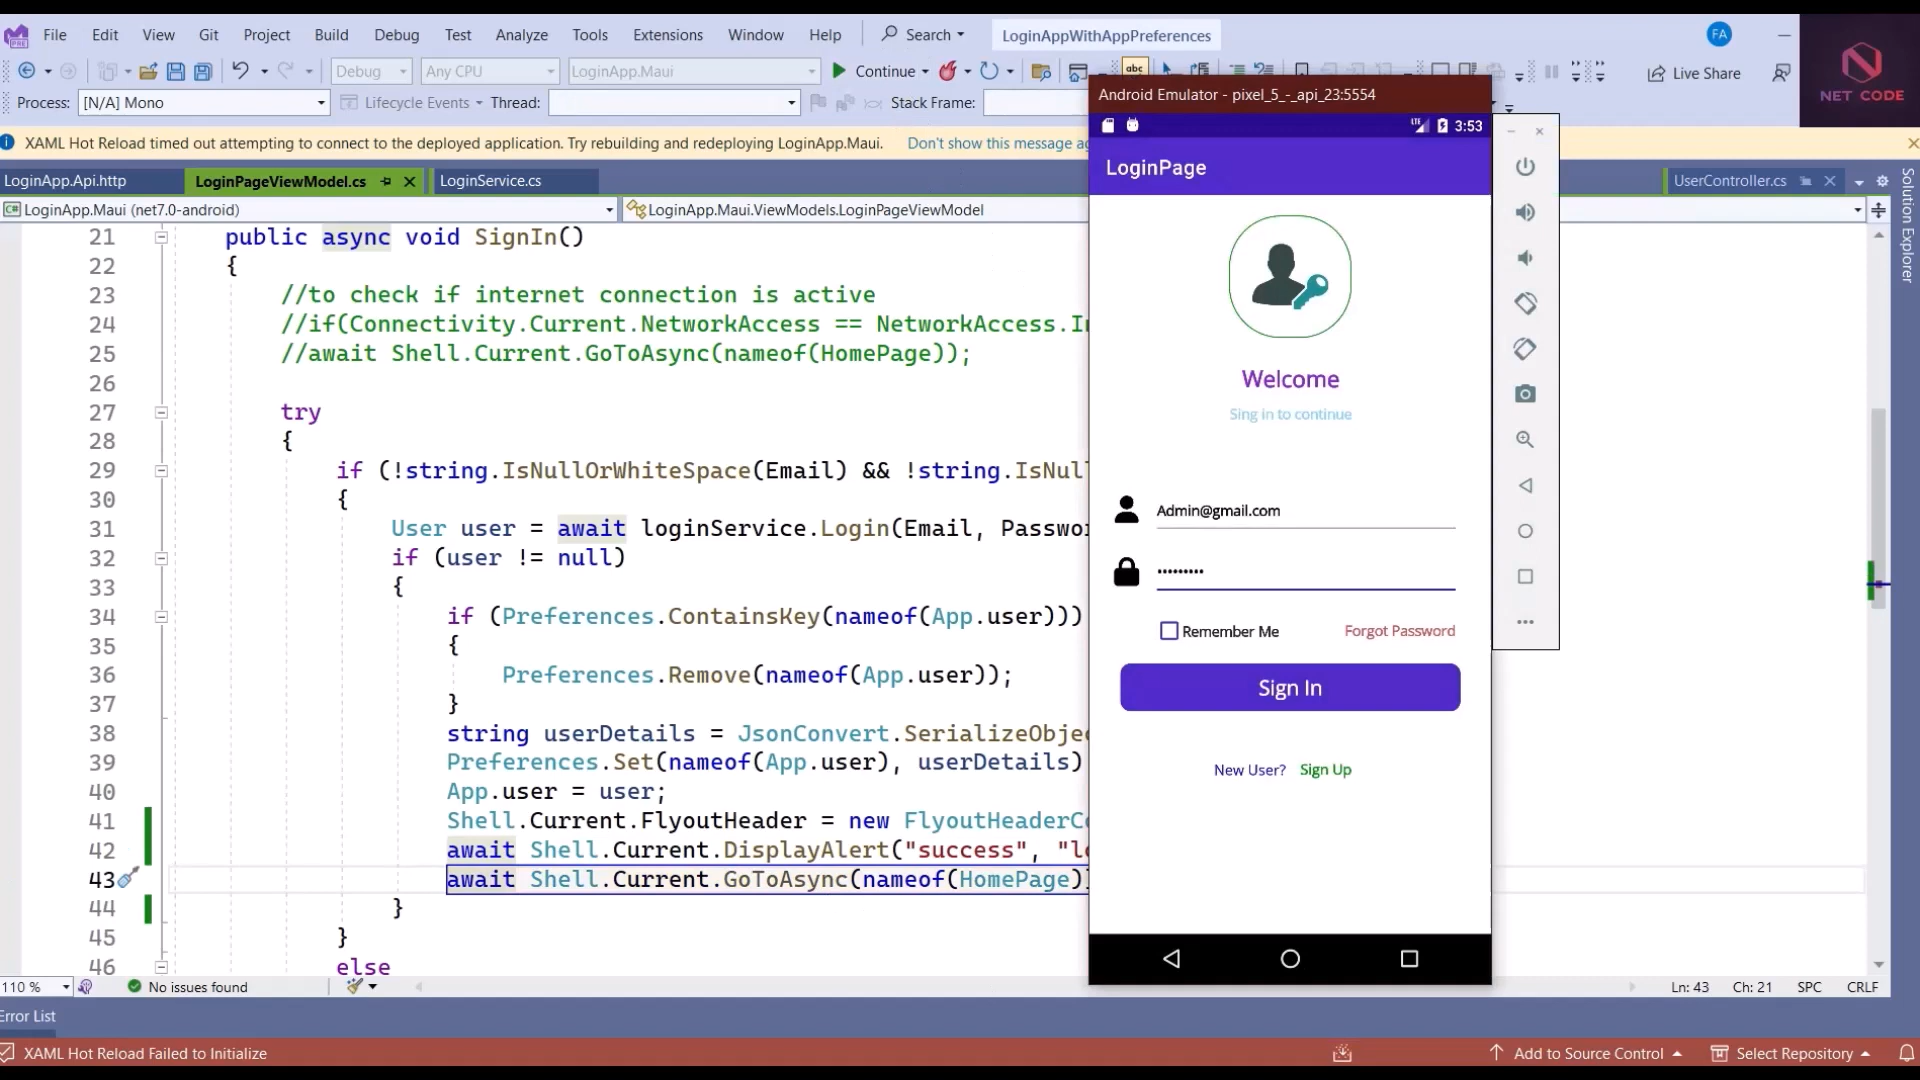 File Edit View Git Project Build Debug Test Analyze Tools Extensions Window Help Search LoginAppWithAppPreferences FA
Debug Any CPU LoginApp.Maui Continue abc Live Share
NET CODE
Process: [N/A] Mono Lifecycle Events Thread: Stack Frame:
XAML Hot Reload timed out attempting to connect to the deployed application. Try rebuilding and redeploying LoginApp.Maui. Don't show this message ag
LoginApp.Api.http LoginPageViewModel.cs LoginService.cs UserController.cs
LoginApp.Maui (net7.0-android) LoginApp.Maui.ViewModels.LoginPageViewModel
Solution Explorer
21 public async void SignIn()
22 {
23 //to check if internet connection is active
24 //if(Connectivity.Current.NetworkAccess == NetworkAccess.In
25 //await Shell.Current.GoToAsync(nameof(HomePage));
26
27 try
28 {
29 if (!string.IsNullOrWhiteSpace(Email) && !string.IsNull
30 {
31 User user = await loginService.Login(Email, Passwor
32 if (user != null)
33 {
34 if (Preferences.ContainsKey(nameof(App.user)))
35 {
36 Preferences.Remove(nameof(App.user));
37 }
38 string userDetails = JsonConvert.SerializeObjec
39 Preferences.Set(nameof(App.user), userDetails)
40 App.user = user;
41 Shell.Current.FlyoutHeader = new FlyoutHeaderCo
42 await Shell.Current.DisplayAlert("success", "lo
43 await Shell.Current.GoToAsync(nameof(HomePage))
44 }
45 }
46 else
Android Emulator - pixel_5_-_api_23:5554
LTE 3:53
LoginPage
Welcome
Sing in to continue
Admin@gmail.com
•••••••••
Remember Me Forgot Password
Sign In
New User? Sign Up
110 % No issues found Ln: 43 Ch: 21 SPC CRLF
Error List
XAML Hot Reload Failed to Initialize Add to Source Control Select Repository